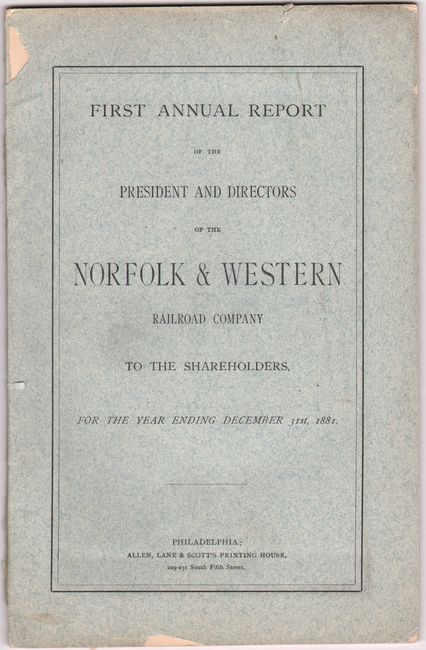 FIRST ANNUAL REPORT
OF THE
PRESIDENT AND DIRECTORS
OF THE
NORFOLK & WESTERN
RAILROAD COMPANY
TO THE SHAREHOLDERS,
FOR THE YEAR ENDING DECEMBER 31st, 1881.
PHILADELPHIA:
ALLEN, LANE & SCOTT'S PRINTING HOUSE,
229-231 South Fifth Street.